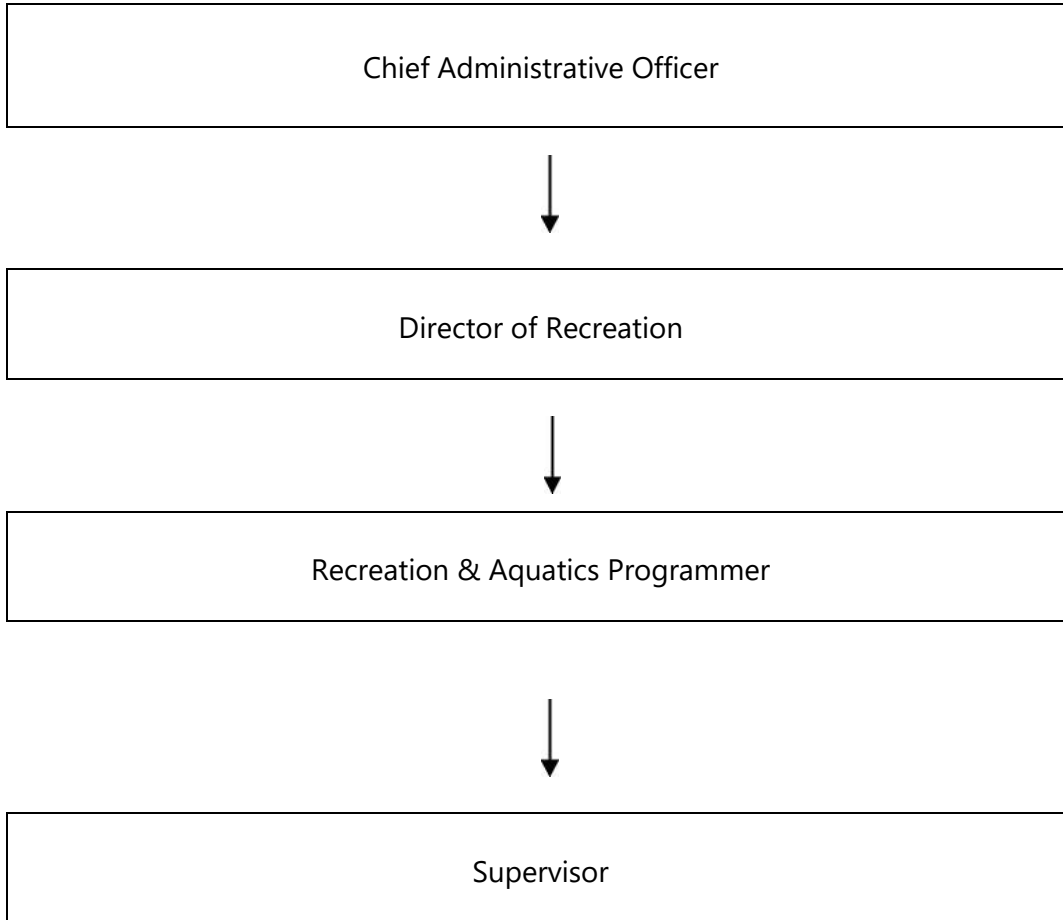 Chief Administrative Officer
Director of Recreation
Recreation & Aquatics Programmer
Supervisor